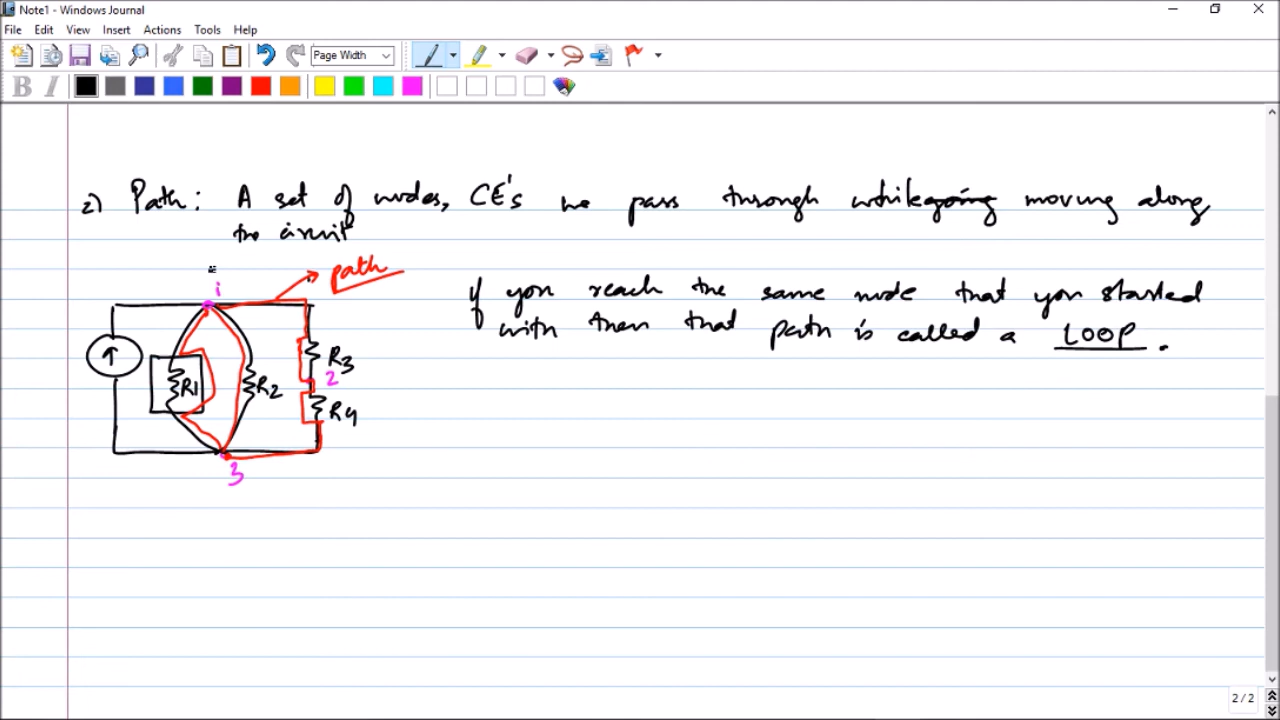 Note1 - Windows Journal
File Edit View Insert Actions Tools Help
Page Width
B I
2) Path: A set of nodes, CE's we pass through while going moving along
the circuit
path
if you reach the same node that you started
with then that path is called a LOOP.
1
R1
R2
R3
2
R4
3
2 / 2